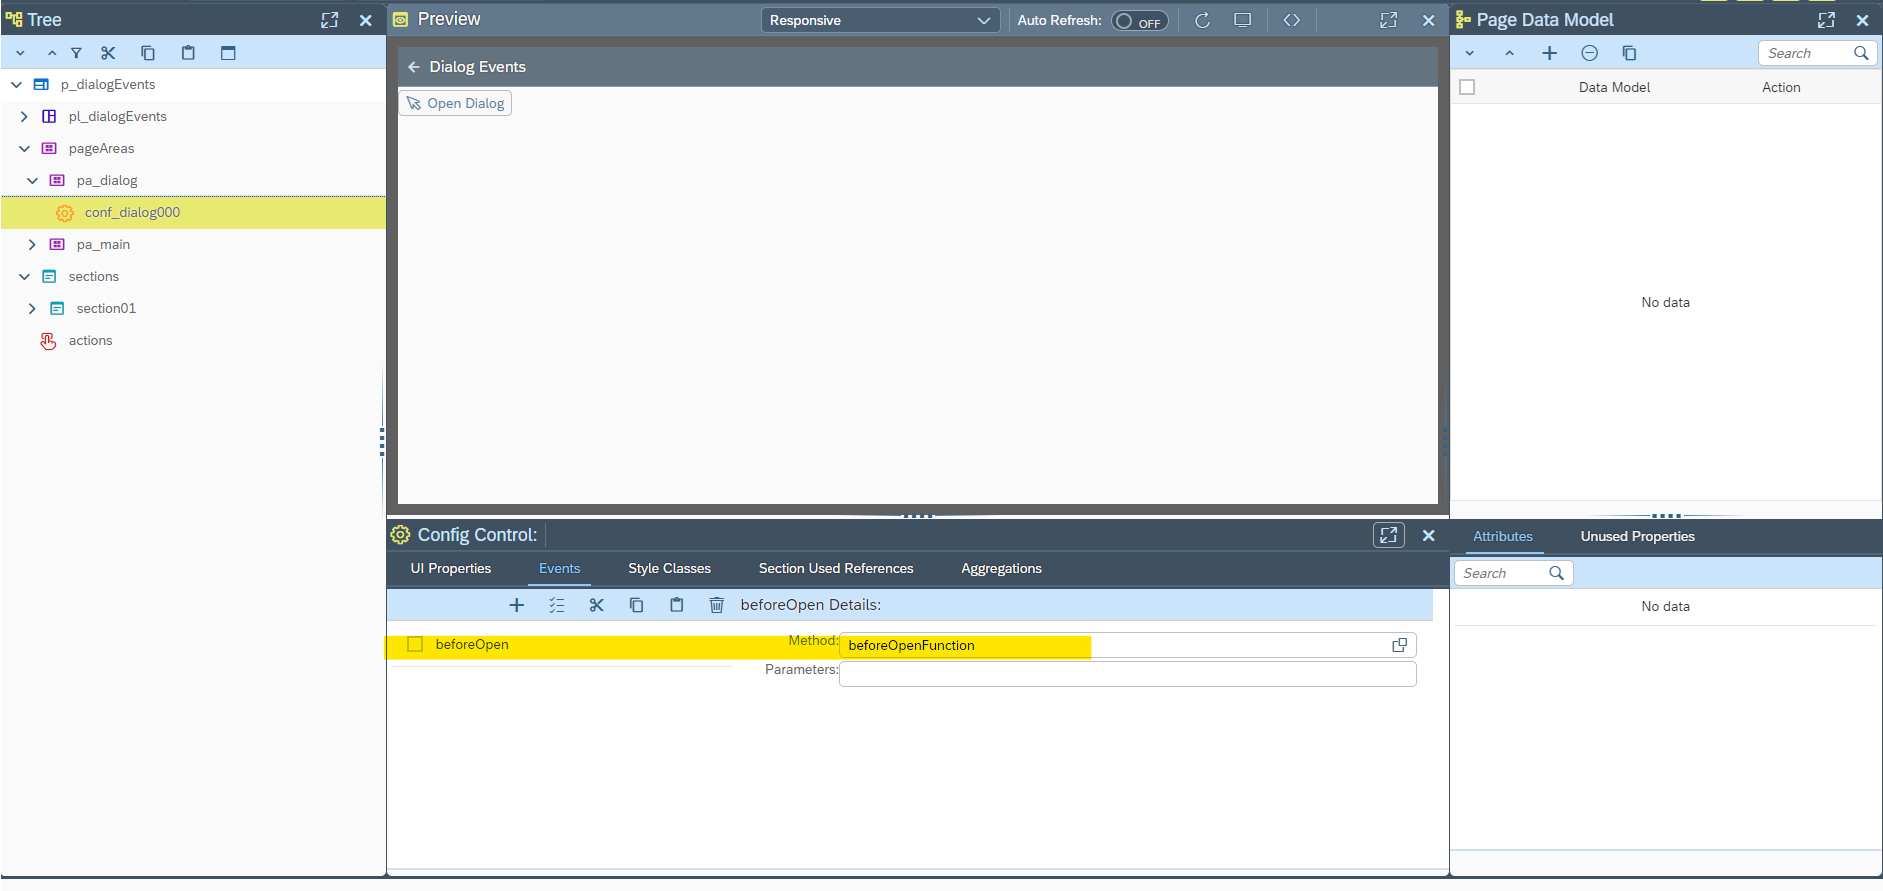 Tree
p_dialogEvents
pl_dialogEvents
pageAreas
pa_dialog
conf_dialog000
pa_main
sections
section01
actions
Preview
Responsive
Auto Refresh:
OFF
Dialog Events
Open Dialog
Config Control:
UI Properties
Events
Style Classes
Section Used References
Aggregations
beforeOpen Details:
beforeOpen
Method:
beforeOpenFunction
Parameters:
Page Data Model
Search
Data Model
Action
No data
Attributes
Unused Properties
Search
No data